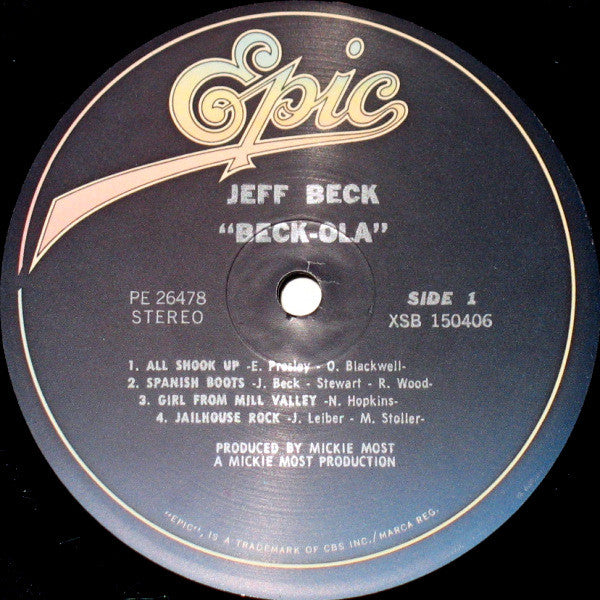 Epic
JEFF BECK
"BECK-OLA"
PE 26478
STEREO
SIDE 1
XSB 150406
1. ALL SHOOK UP -E. Presley - O. Blackwell-
2. SPANISH BOOTS -J. Beck - Stewart - R. Wood-
3. GIRL FROM MILL VALLEY -N. Hopkins-
4. JAILHOUSE ROCK -J. Leiber - M. Stoller-
PRODUCED BY MICKIE MOST
A MICKIE MOST PRODUCTION
"EPIC", IS A TRADEMARK OF CBS INC./MARCA REG.